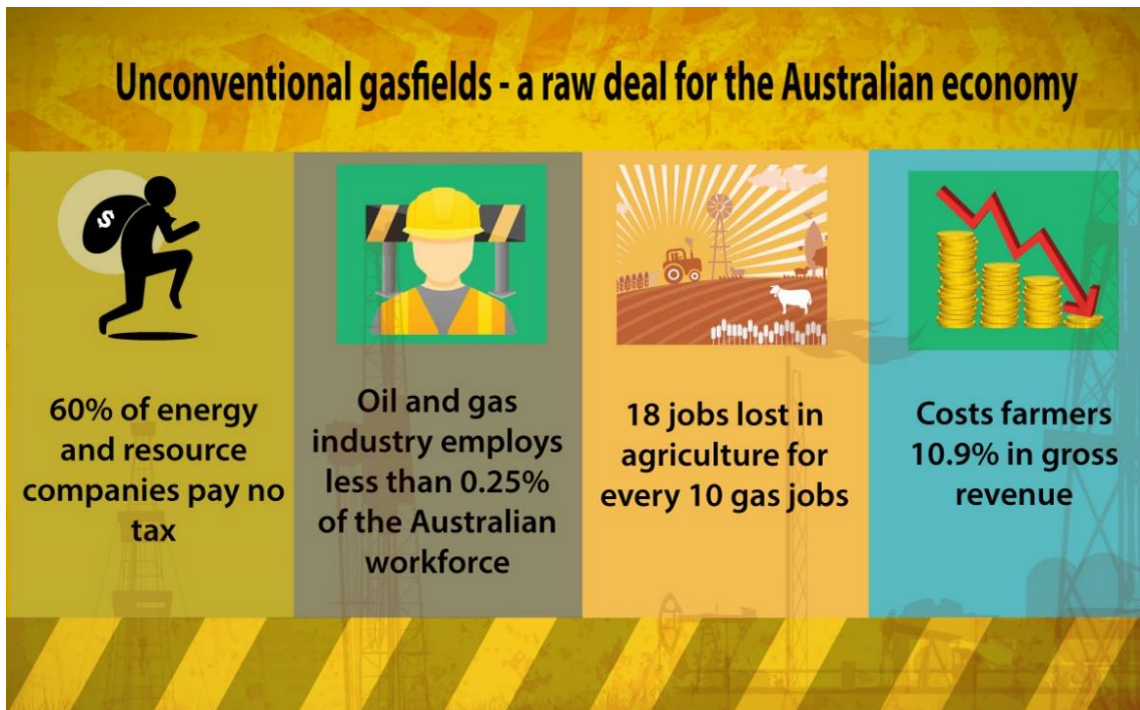 Unconventional gasfields - a raw deal for the Australian economy
$
60% of energy
and resource
companies pay no
tax
Oil and gas
industry employs
less than 0.25%
of the Australian
workforce
18 jobs lost in
agriculture for
every 10 gas jobs
Costs farmers
10.9% in gross
revenue